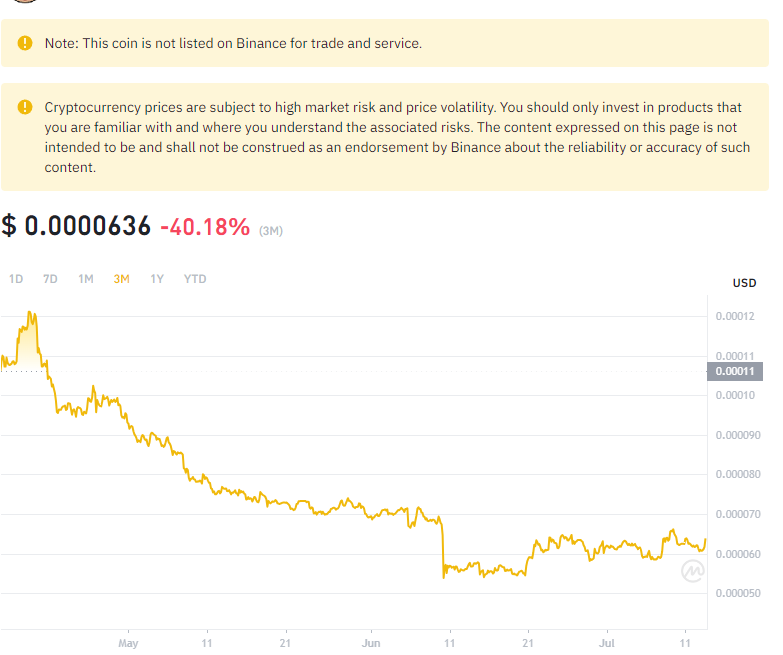 Note: This coin is not listed on Binance for trade and service.
Cryptocurrency prices are subject to high market risk and price volatility. You should only invest in products that
you are familiar with and where you understand the associated risks. The content expressed on this page is not
intended to be and shall not be construed as an endorsement by Binance about the reliability or accuracy of such
content.
$ 0.0000636 -40.18% (3M)
1D 7D 1M 3M 1Y YTD
USD
0.00012
0.00011
0.00011
0.00010
0.000090
0.000080
0.000070
0.000060
0.000050
May 11 21 Jun 11 21 Jul 11